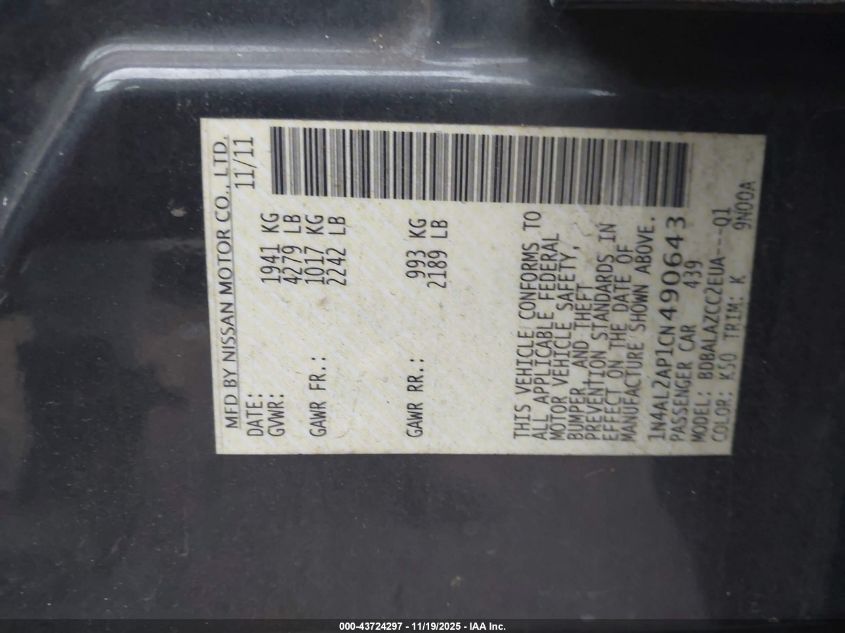 MFD BY NISSAN MOTOR CO., LTD.
DATE: 11/11
GVWR: 1941 KG
4279 LB
GAWR FR.: 1017 KG
2242 LB
GAWR RR.: 993 KG
2189 LB
THIS VEHICLE CONFORMS TO
ALL APPLICABLE FEDERAL
MOTOR VEHICLE SAFETY,
BUMPER, AND THEFT
PREVENTION STANDARDS IN
EFFECT ON THE DATE OF
MANUFACTURE SHOWN ABOVE.
1N4AL2AP1CN490643
PASSENGER CAR 439
MODEL: BDBALAZCC2EUA---Q1
COLOR: K50 TRIM: K 9N00A
000-43724297 - 11/19/2025 - IAA Inc.